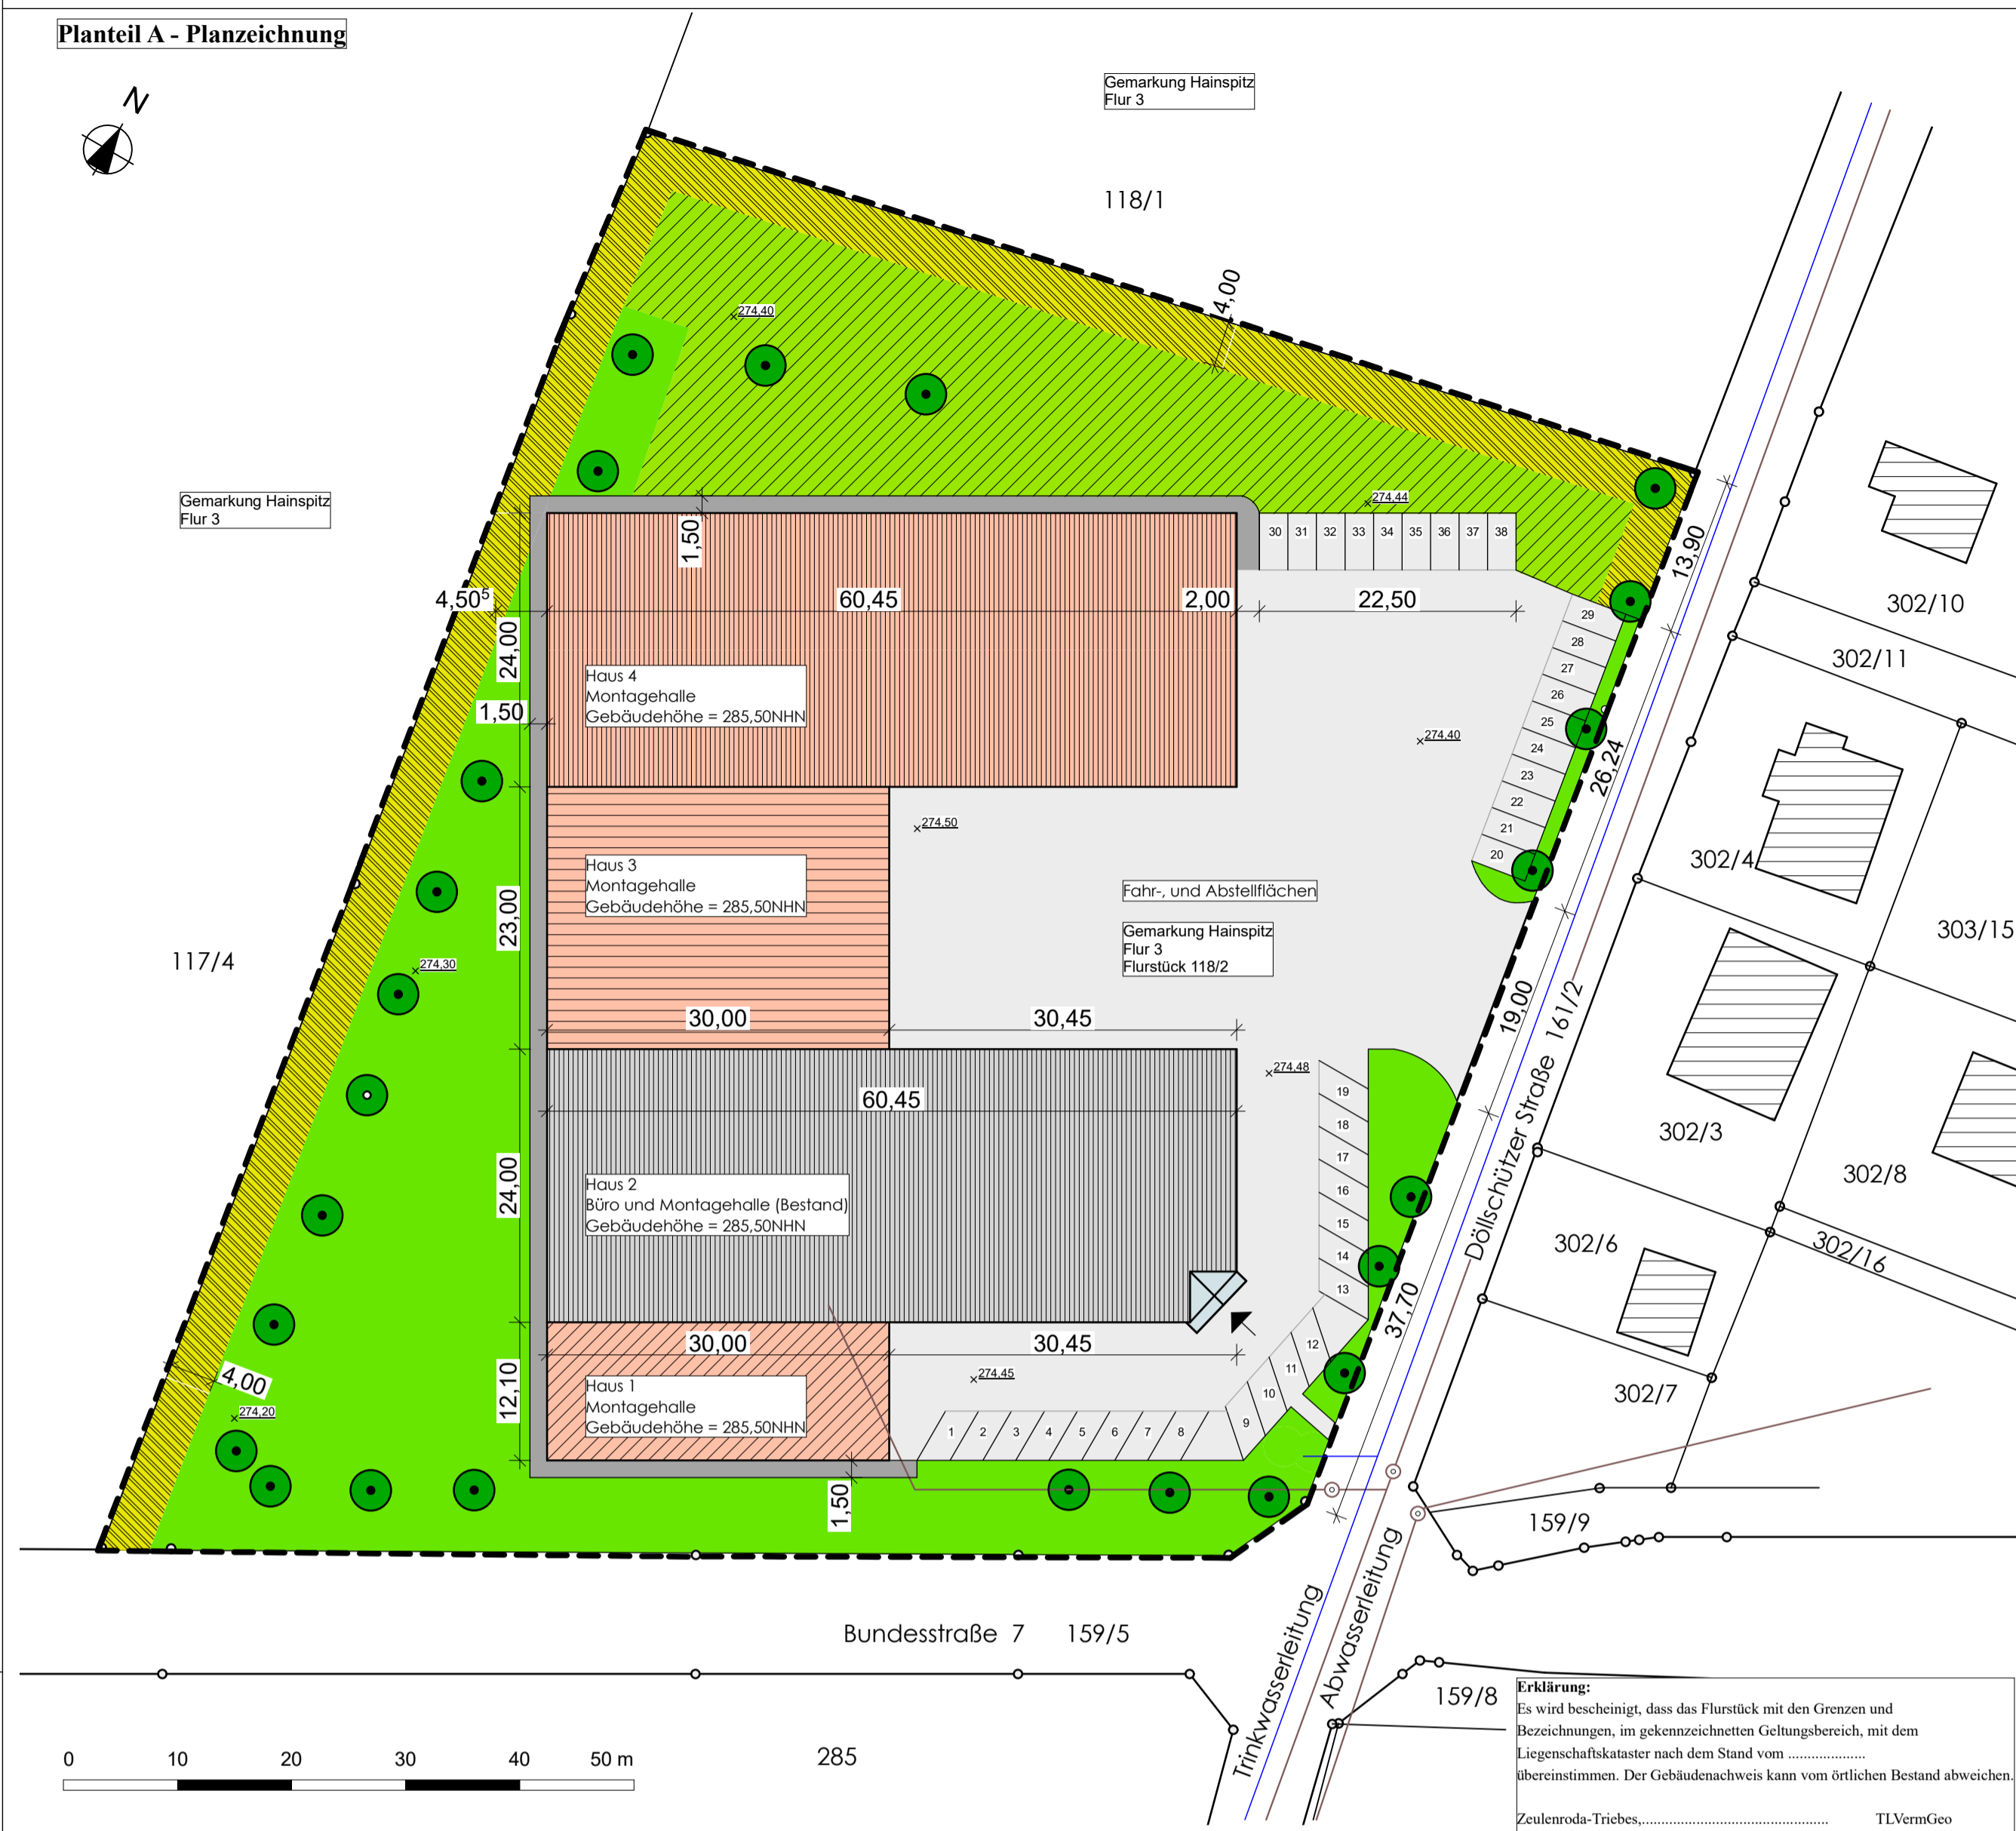 Planteil A - Planzeichnung
N
Gemarkung Hainspitz
Flur 3
118/1
4,00
274,40
Gemarkung Hainspitz
Flur 3
117/4
274,44
1,50
30 31 32 33 34 35 36 37 38
13,90
4,50⁵
60,45
2,00
22,50
24,00
29
28
27
26
25
24
23
22
21
20
26,24
Haus 4
Montagehalle
Gebäudehöhe = 285,50NHN
1,50
274,40
274,50
Haus 3
Montagehalle
Gebäudehöhe = 285,50NHN
23,00
Fahr-, und Abstellflächen
Gemarkung Hainspitz
Flur 3
Flurstück 118/2
274,30
30,00
30,45
19,00
274,48
60,45
24,00
Haus 2
Büro und Montagehalle (Bestand)
Gebäudehöhe = 285,50NHN
19
18
17
16
15
14
13
12
11
10
9
37,70
30,00
30,45
12,10
Haus 1
Montagehalle
Gebäudehöhe = 285,50NHN
274,45
1 2 3 4 5 6 7 8
4,00
274,20
1,50
302/10
302/11
302/4
303/15
302/3
302/8
302/6
302/16
302/7
159/9
Döllschützer Straße 161/2
Bundesstraße 7 159/5
Trinkwasserleitung
Abwasserleitung
159/8
285
0 10 20 30 40 50 m
Erklärung:
Es wird bescheinigt, dass das Flurstück mit den Grenzen und
Bezeichnungen, im gekennzeichnetten Geltungsbereich, mit dem
Liegenschaftskataster nach dem Stand vom ....................
übereinstimmen. Der Gebäudenachweis kann vom örtlichen Bestand abweichen.
Zeulenroda-Triebes,................................................ TLVermGeo